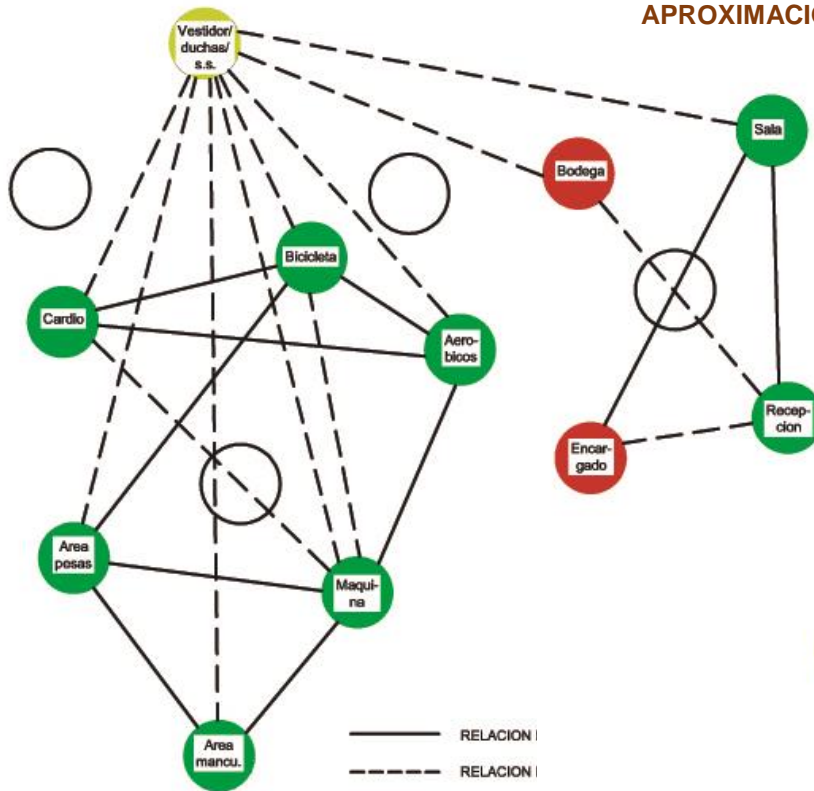 APROXIMACIO
Vestidor/
duchas/
s.s.
Sala
Bodega
Bicicleta
Cardio
Aero-
bicos
Recep-
cion
Encar-
gado
Area
pesas
Maqui-
na
Area
mancu.
RELACION
RELACION